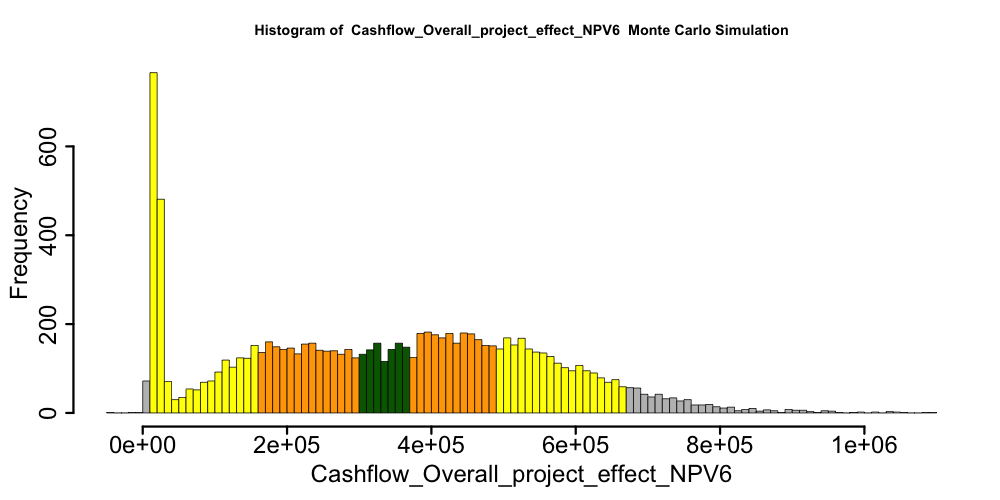 Histogram of Cashflow_Overall_project_effect_NPV6 Monte Carlo Simulation
Frequency
600
400
200
0
0e+00 2e+05 4e+05 6e+05 8e+05 1e+06
Cashflow_Overall_project_effect_NPV6